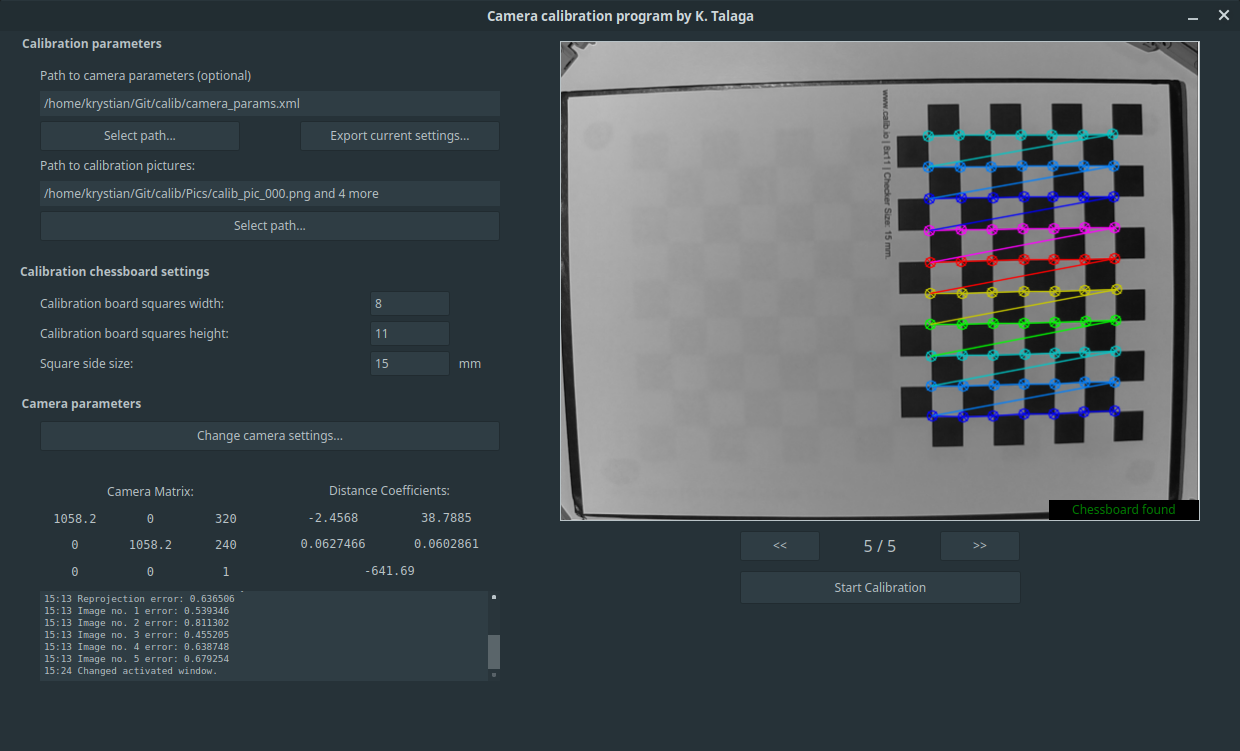 Camera calibration program by K. Talaga
Calibration parameters
Path to camera parameters (optional)
/home/krystian/Git/calib/camera_params.xml
Select path...
Export current settings...
Path to calibration pictures:
/home/krystian/Git/calib/Pics/calib_pic_000.png and 4 more
Select path...
Calibration chessboard settings
Calibration board squares width:
8
Calibration board squares height:
11
Square side size:
15
mm
Camera parameters
Change camera settings...
Camera Matrix:
1058.2 0 320
0 1058.2 240
0 0 1
Distance Coefficients:
-2.4568 38.7885
0.0627466 0.0602861
-641.69
15:13 Reprojection error: 0.636506
15:13 Image no. 1 error: 0.539346
15:13 Image no. 2 error: 0.811302
15:13 Image no. 3 error: 0.455205
15:13 Image no. 4 error: 0.638748
15:13 Image no. 5 error: 0.679254
15:24 Changed activated window.
www.calib.io | 8x11 | Checker Size: 15 mm.
Chessboard found
<<
5 / 5
>>
Start Calibration